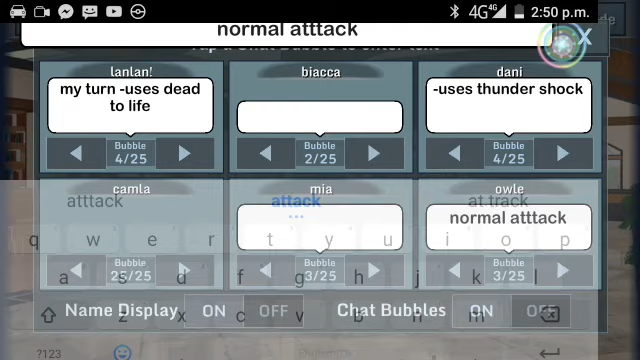 4G 4G 2:50 p.m.
normal atttack
Tap a Chat Bubble to enter text
X
lanlan!
biacca
dani
my turn -uses dead
to life
-uses thunder shock
Bubble
4/25
Bubble
2/25
Bubble
4/25
camla
mia
owle
atttack
attack
at track
normal atttack
q w e r t y u i o p
Bubble
25/25
Bubble
3/25
Bubble
3/25
a s d f g h j k l
Name Display ON OFF Chat Bubbles ON OFF
z x c v b n m
?123